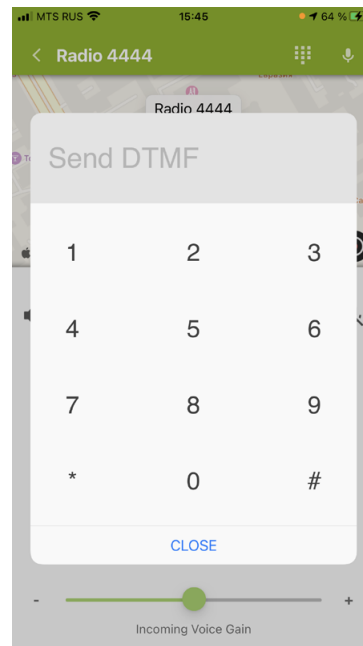 MTS RUS 15:45 64 %
Radio 4444
Radio 4444
Send DTMF
1 2 3
4 5 6
7 8 9
* 0 #
CLOSE
- +
Incoming Voice Gain